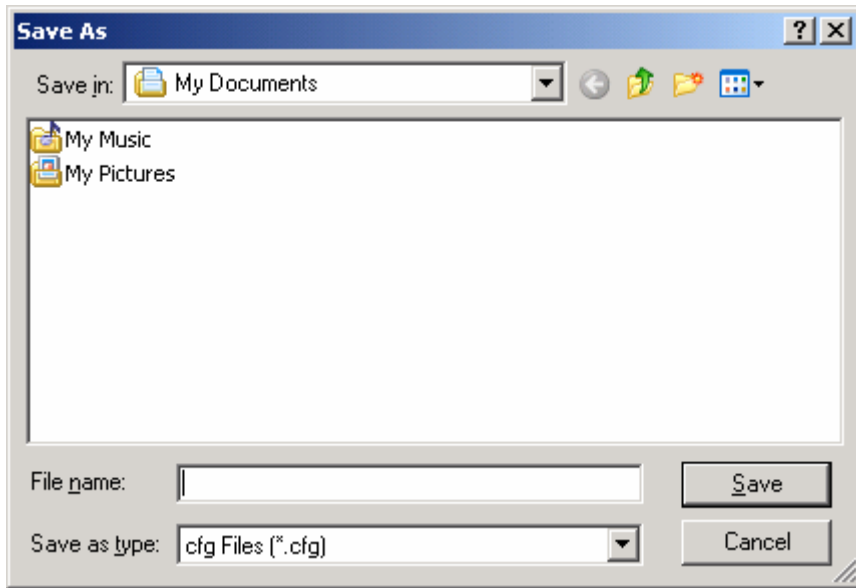 Save As
Save in: My Documents
My Music
My Pictures
File name: Save
Save as type: cfg Files (*.cfg) Cancel